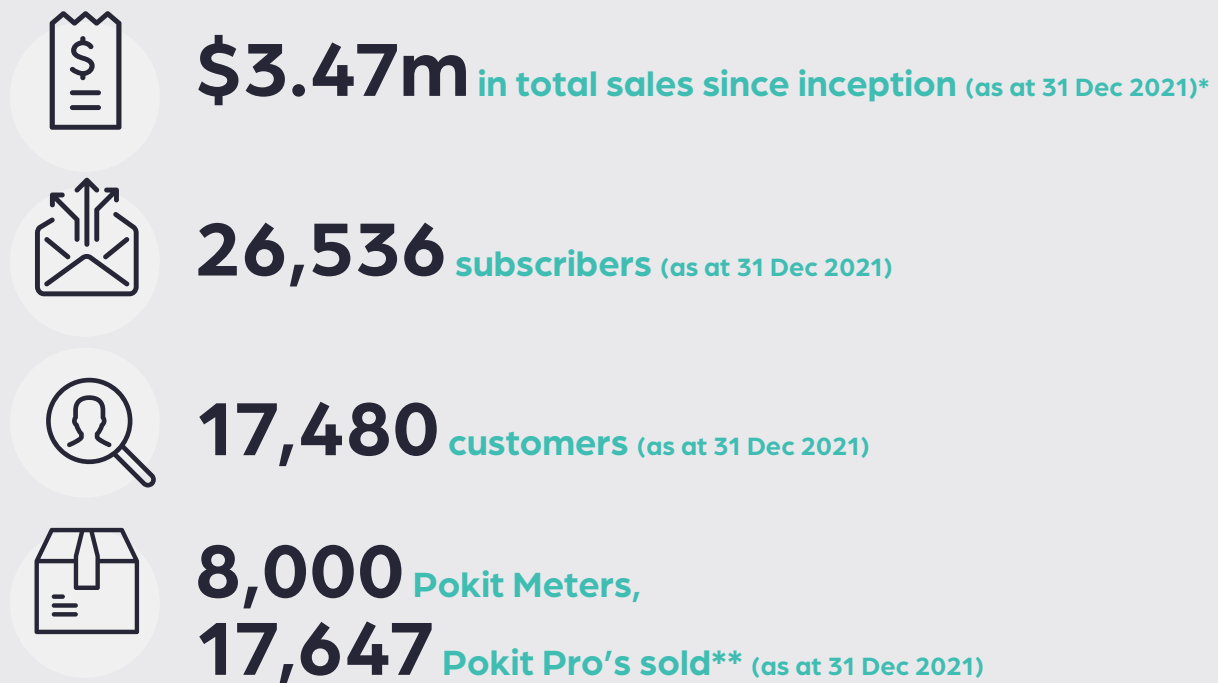 $
$3.47m in total sales since inception (as at 31 Dec 2021)*
26,536 subscribers (as at 31 Dec 2021)
17,480 customers (as at 31 Dec 2021)
8,000 Pokit Meters,
17,647 Pokit Pro’s sold** (as at 31 Dec 2021)